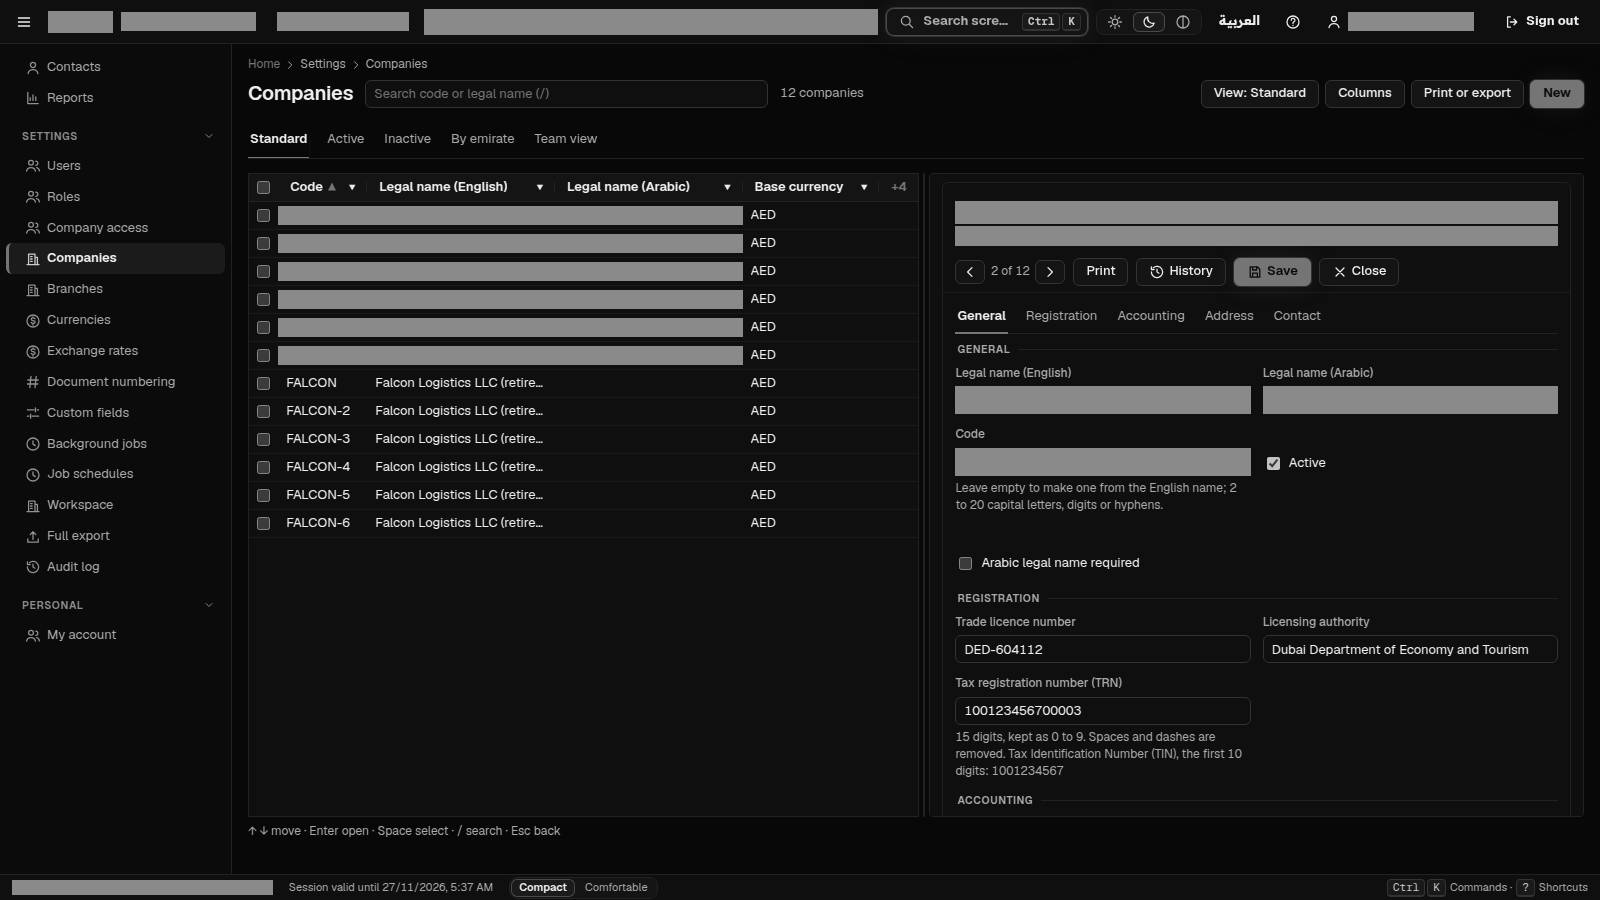 Search scre... Ctrl K العربية Sign out
Contacts
Reports
SETTINGS
Users
Roles
Company access
Companies
Branches
Currencies
Exchange rates
Document numbering
Custom fields
Background jobs
Job schedules
Workspace
Full export
Audit log
PERSONAL
My account
Home > Settings > Companies
Companies Search code or legal name (/) 12 companies View: Standard Columns Print or export New
Standard Active Inactive By emirate Team view
Code Legal name (English) Legal name (Arabic) Base currency +4
AED
AED
AED
AED
AED
AED
FALCON Falcon Logistics LLC (retire... AED
FALCON-2 Falcon Logistics LLC (retire... AED
FALCON-3 Falcon Logistics LLC (retire... AED
FALCON-4 Falcon Logistics LLC (retire... AED
FALCON-5 Falcon Logistics LLC (retire... AED
FALCON-6 Falcon Logistics LLC (retire... AED
↑↓ move · Enter open · Space select · / search · Esc back
2 of 12 Print History Save Close
General Registration Accounting Address Contact
GENERAL
Legal name (English) Legal name (Arabic)
Code
Active
Leave empty to make one from the English name; 2
to 20 capital letters, digits or hyphens.
Arabic legal name required
REGISTRATION
Trade licence number Licensing authority
DED-604112 Dubai Department of Economy and Tourism
Tax registration number (TRN)
100123456700003
15 digits, kept as 0 to 9. Spaces and dashes are
removed. Tax Identification Number (TIN), the first 10
digits: 1001234567
ACCOUNTING
Session valid until 27/11/2026, 5:37 AM Compact Comfortable Ctrl K Commands · ? Shortcuts